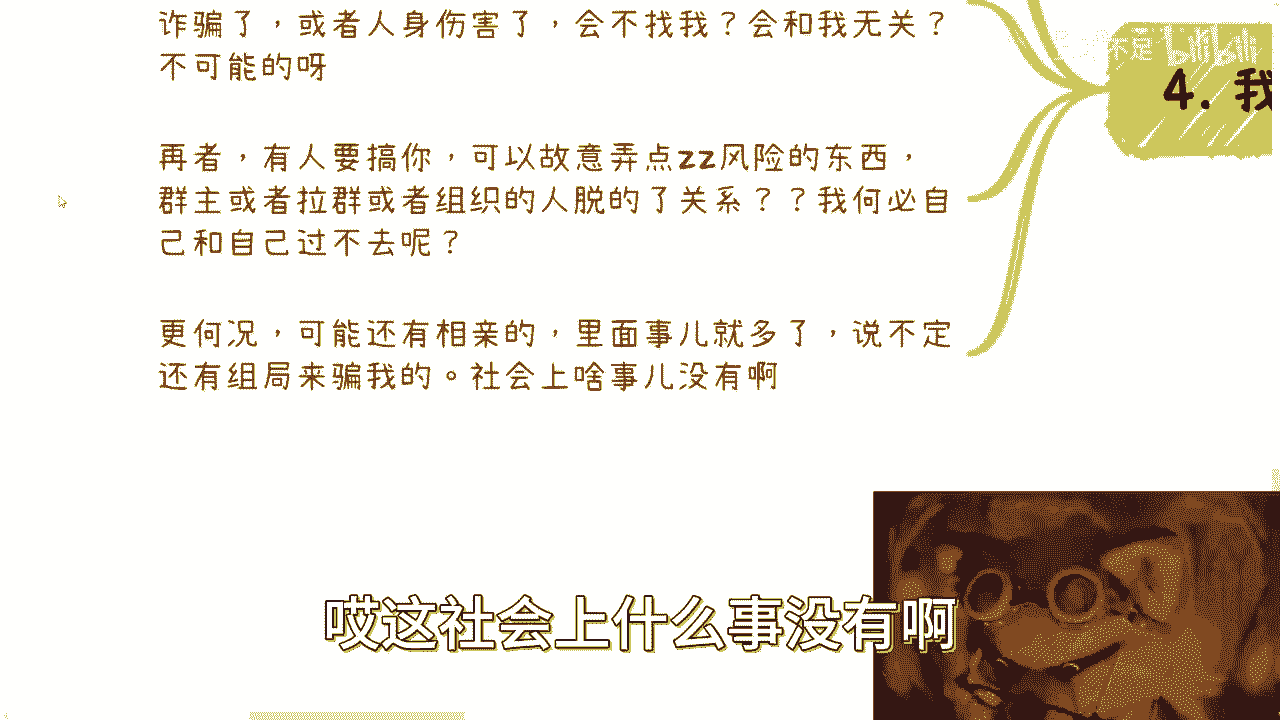 诈骗了，或者人身伤害了，会不找我？会和我无关？
不可能的呀
再者，有人要搞你，可以故意弄点zz风险的东西，
群主或者拉群或者组织的人脱的了关系？？我何必自
己和自己过不去呢？
更何况，可能还有相亲的，里面事儿就多了，说不定
还有组局来骗我的。社会上啥事儿没有啊
4. 我
bilibili
哎这社会上什么事没有啊